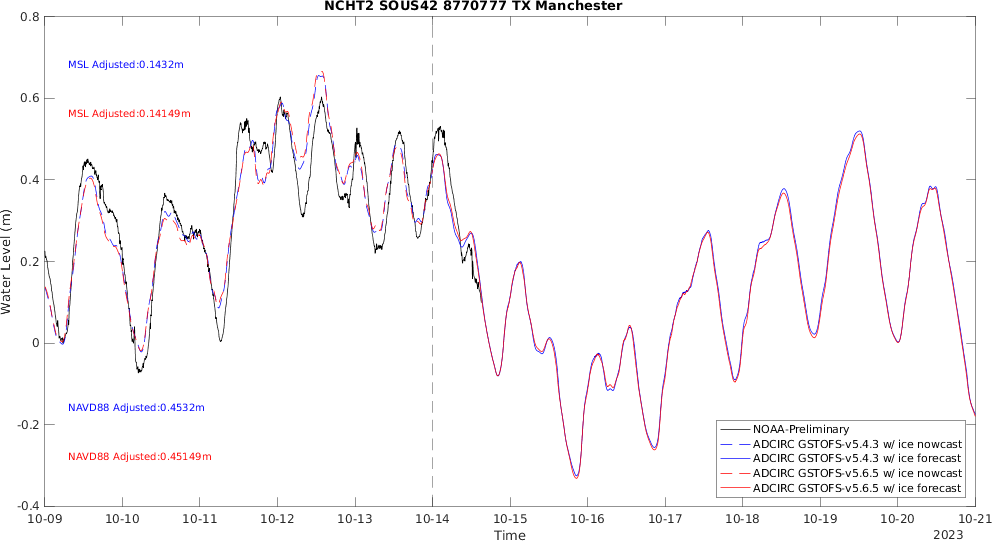 NCHT2 SOUS42 8770777 TX Manchester
0.8
0.6
0.4
0.2
0
-0.2
-0.4
Water Level (m)
MSL Adjusted:0.1432m
MSL Adjusted:0.14149m
NAVD88 Adjusted:0.4532m
NAVD88 Adjusted:0.45149m
NOAA-Preliminary
ADCIRC GSTOFS-v5.4.3 w/ ice nowcast
ADCIRC GSTOFS-v5.4.3 w/ ice forecast
ADCIRC GSTOFS-v5.6.5 w/ ice nowcast
ADCIRC GSTOFS-v5.6.5 w/ ice forecast
10-09 10-10 10-11 10-12 10-13 10-14 10-15 10-16 10-17 10-18 10-19 10-20 10-21
Time
2023